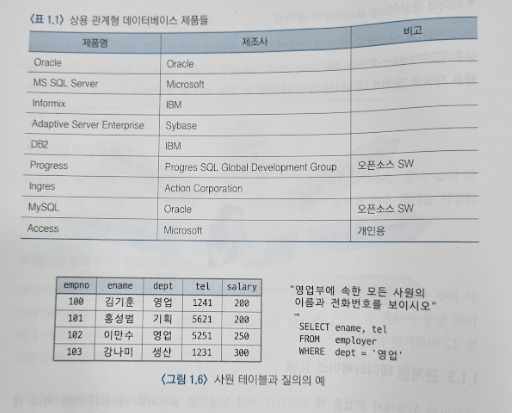 〈표 1.1〉 상용 관계형 데이터베이스 제품들
제품명 제조사 비고
Oracle Oracle
MS SQL Server Microsoft
Informix IBM
Adaptive Server Enterprise Sybase
DB2 IBM
Progress Progres SQL Global Development Group 오픈소스 SW
Ingres Action Corporation
MySQL Oracle 오픈소스 SW
Access Microsoft 개인용
empno ename dept tel salary
100 김기훈 영업 1241 200
101 홍성범 기획 5621 200
102 이만수 영업 5251 250
103 강나미 생산 1231 300
"영업부에 속한 모든 사원의
이름과 전화번호를 보이시오"
SELECT ename, tel
FROM employer
WHERE dept = '영업'
〈그림 1.6〉 사원 테이블과 질의의 예